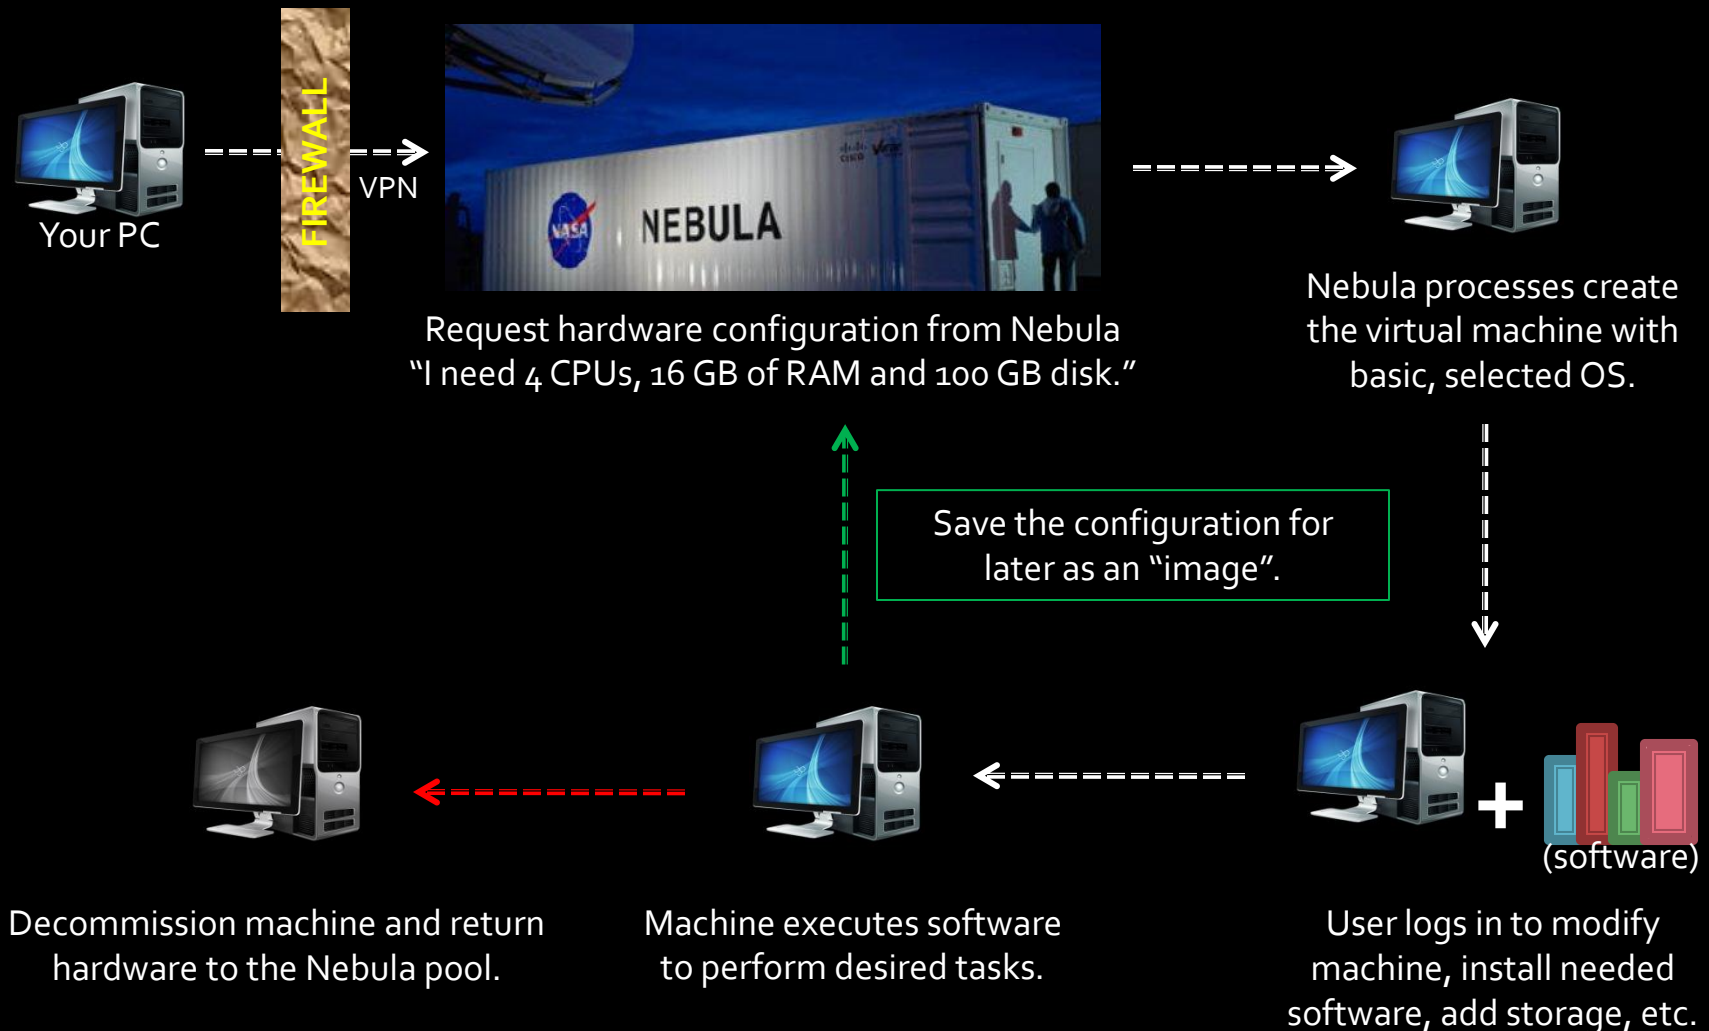 FIREWALL
VPN
Your PC
CISCO
NASA
NEBULA
Request hardware configuration from Nebula
“I need 4 CPUs, 16 GB of RAM and 100 GB disk.”
Nebula processes create
the virtual machine with
basic, selected OS.
Save the configuration for
later as an “image”.
(software)
Decommission machine and return
hardware to the Nebula pool.
Machine executes software
to perform desired tasks.
User logs in to modify
machine, install needed
software, add storage, etc.